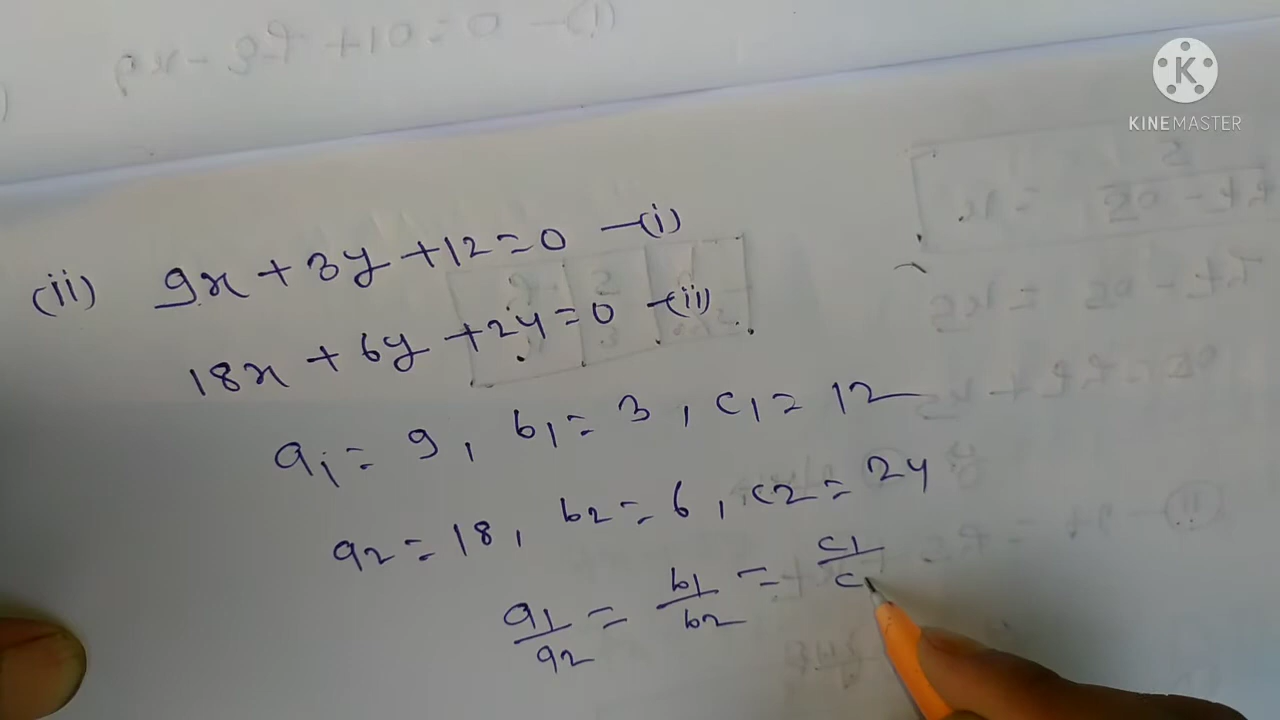 KINEMASTER
(ii) 9x + 3y + 12 = 0 —(i)
18x + 6y + 24 = 0 —(ii)
a1 = 9, b1 = 3, c1 = 12
a2 = 18, b2 = 6, c2 = 24
a1/a2 = b1/b2 = c1/c